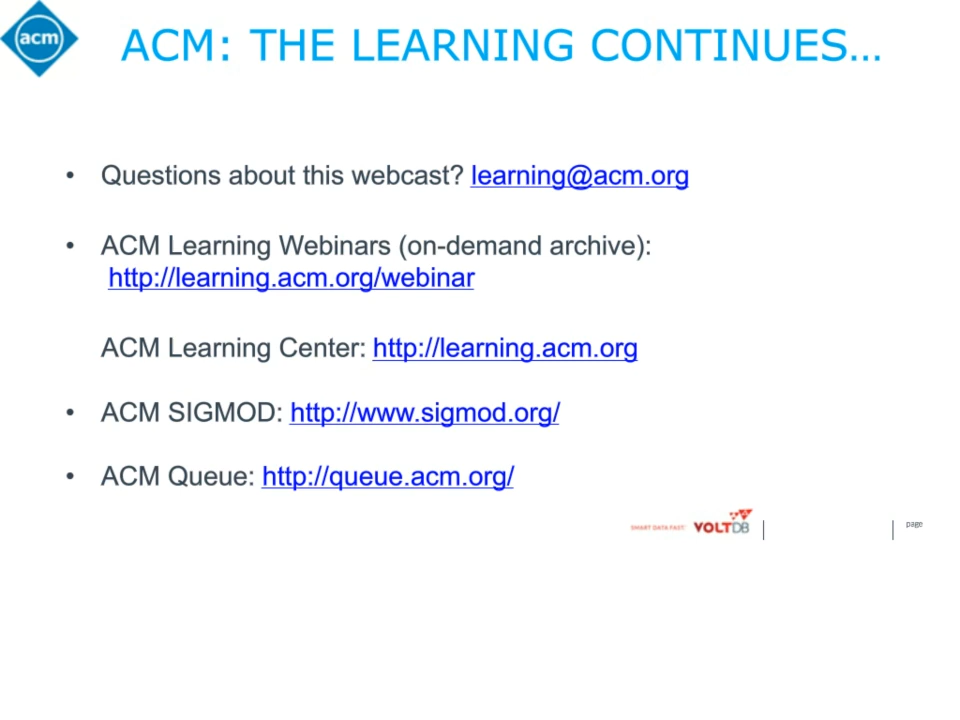 acm
ACM: THE LEARNING CONTINUES…
• Questions about this webcast? learning@acm.org
• ACM Learning Webinars (on-demand archive):
http://learning.acm.org/webinar
ACM Learning Center: http://learning.acm.org
• ACM SIGMOD: http://www.sigmod.org/
• ACM Queue: http://queue.acm.org/
SMART DATA FAST. VOLTDB
page